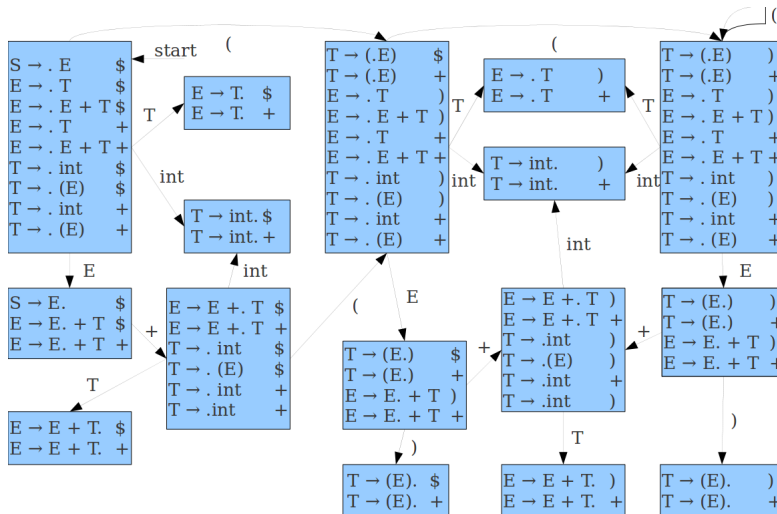 (
start
(
(
S → . E $
E → . T $
E → . E + T $
E → . T +
E → . E + T +
T → . int $
T → . (E) $
T → . int +
T → . (E) +
T
E → T. $
E → T. +
int
T → int. $
T → int. +
T → (.E) $
T → (.E) +
E → . T )
E → . E + T )
E → . T +
E → . E + T +
T → . int )
T → . (E) )
T → . int +
T → . (E) +
T
E → . T )
E → . T +
T
int
T → int. )
T → int. +
int
T → (.E) )
T → (.E) +
E → . T )
E → . E + T )
E → . T +
E → . E + T +
T → . int )
T → . (E) )
T → . int +
T → . (E) +
E
int
int
E
E
S → E. $
E → E. + T $
E → E. + T +
+
E → E +. T $
E → E +. T +
T → . int $
T → . (E) $
T → . int +
T → .int +
(
T → (E.) $
T → (E.) +
E → E. + T )
E → E. + T +
+
E → E +. T )
E → E +. T +
T → .int )
T → .(E) )
T → .int +
T → .int )
+
T → (E.) )
T → (E.) +
E → E. + T )
E → E. + T +
T
E → E + T. $
E → E + T. +
)
T
)
T → (E). $
T → (E). +
E → E + T. )
E → E + T. +
T → (E). )
T → (E). +